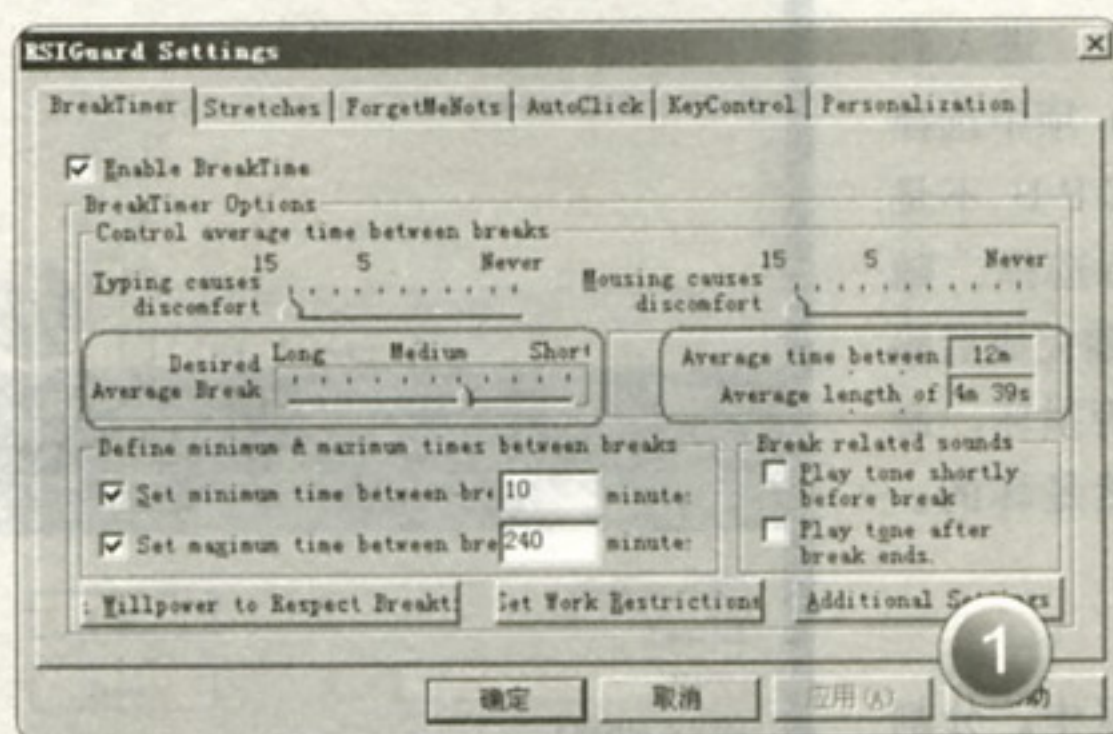 RSIGuard Settings
BreakTimer Stretches ForgetMeNots AutoClick KeyControl Personalization
Enable BreakTime
BreakTimer Options
Control average time between breaks
15 5 Never 15 5 Never
Typing causes discomfort Mousing causes discomfort
Long Medium Short
Desired Average Break
Average time between 12m
Average length of 4m 39s
Define minimum & maximum times between breaks
Set minimum time between bre 10 minute:
Set maximum time between bre 240 minute:
Break related sounds
Play tone shortly
before break
Play tone after
break ends.
: Willpower to Respect Breakt: Set Work Restrictions Additional Settings
1
确定 取消 应用(A) 助